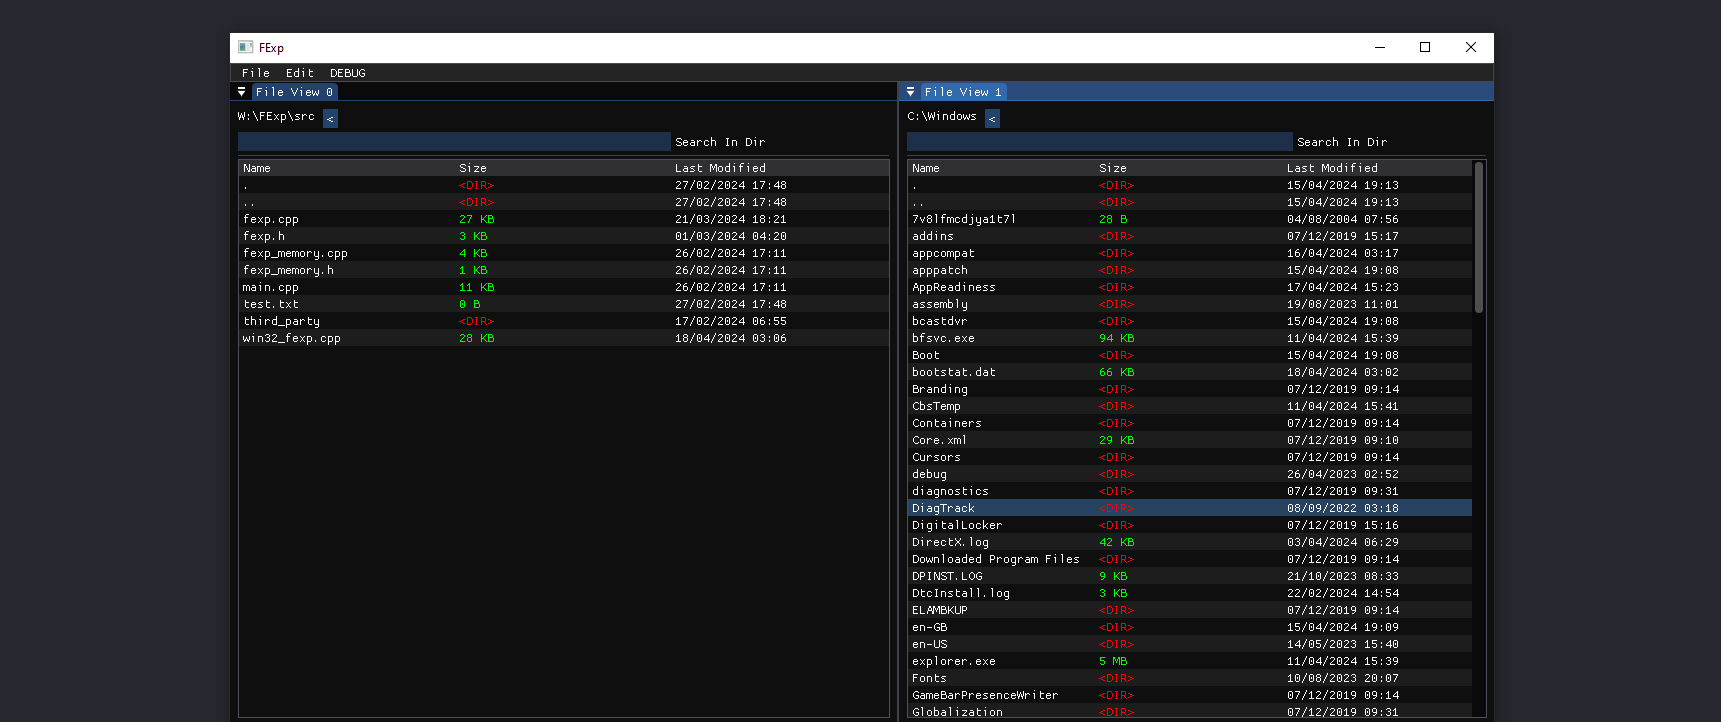 FExp
File Edit DEBUG
File View 0
W:\FExp\src <
Search In Dir
Name Size Last Modified
. <DIR> 27/02/2024 17:48
.. <DIR> 27/02/2024 17:48
fexp.cpp 27 KB 21/03/2024 18:21
fexp.h 3 KB 01/03/2024 04:20
fexp_memory.cpp 4 KB 26/02/2024 17:11
fexp_memory.h 1 KB 26/02/2024 17:11
main.cpp 11 KB 26/02/2024 17:11
test.txt 0 B 27/02/2024 17:48
third_party <DIR> 17/02/2024 06:55
win32_fexp.cpp 28 KB 18/04/2024 03:06
File View 1
C:\Windows <
Search In Dir
Name Size Last Modified
. <DIR> 15/04/2024 19:13
.. <DIR> 15/04/2024 19:13
7v8lfmcdjya1t7l 28 B 04/08/2004 07:56
addins <DIR> 07/12/2019 15:17
appcompat <DIR> 16/04/2024 03:17
apppatch <DIR> 15/04/2024 19:08
AppReadiness <DIR> 17/04/2024 15:23
assembly <DIR> 19/08/2023 11:01
bcastdvr <DIR> 15/04/2024 19:08
bfsvc.exe 94 KB 11/04/2024 15:39
Boot <DIR> 15/04/2024 19:08
bootstat.dat 66 KB 18/04/2024 03:02
Branding <DIR> 07/12/2019 09:14
CbsTemp <DIR> 11/04/2024 15:41
Containers <DIR> 07/12/2019 09:14
Core.xml 29 KB 07/12/2019 09:10
Cursors <DIR> 07/12/2019 09:14
debug <DIR> 26/04/2023 02:52
diagnostics <DIR> 07/12/2019 09:31
DiagTrack <DIR> 08/09/2022 03:18
DigitalLocker <DIR> 07/12/2019 15:16
DirectX.log 42 KB 03/04/2024 06:29
Downloaded Program Files <DIR> 07/12/2019 09:14
DPINST.LOG 9 KB 21/10/2023 08:33
DtcInstall.log 3 KB 22/02/2024 14:54
ELAMBKUP <DIR> 07/12/2019 09:14
en-GB <DIR> 15/04/2024 19:09
en-US <DIR> 14/05/2023 15:40
explorer.exe 5 MB 11/04/2024 15:39
Fonts <DIR> 10/08/2023 20:07
GameBarPresenceWriter <DIR> 07/12/2019 09:14
Globalization <DIR> 07/12/2019 09:31